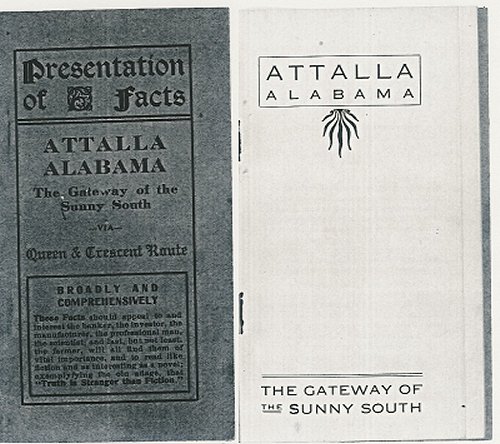 Presentation
of Facts
ATTALLA
ALABAMA
The Gateway of the
Sunny South
—VIA—
Queen & Crescent Route
BROADLY AND
COMPREHENSIVELY
These Facts should appeal to and
interest the banker, the investor, the
manufacturer, the professional man,
the scientist; and last, but not least,
the farmer, will all find them of
vital importance, and to read like
fiction and as interesting as a novel;
exemplyfying the old adage, that
"Truth is Stranger than Fiction."
ATTALLA
ALABAMA
THE GATEWAY OF
THE SUNNY SOUTH